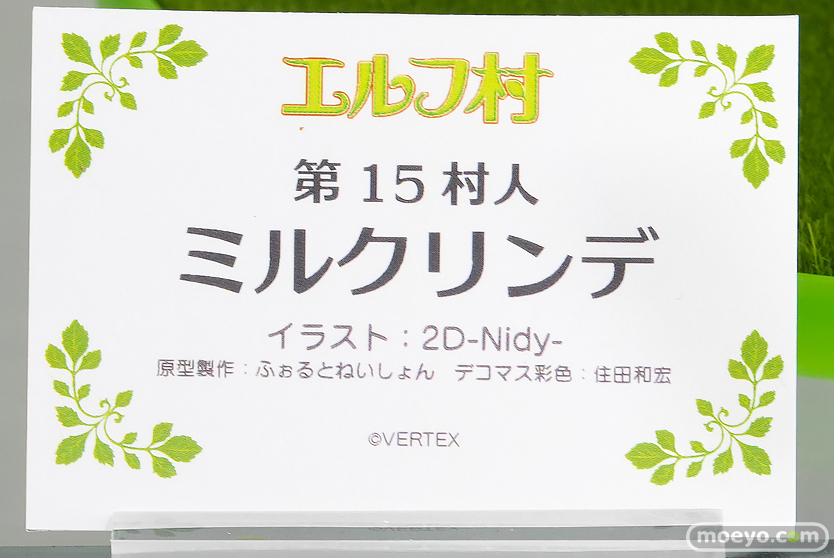 エルフ村
第15村人
ミルクリンデ
イラスト：2D-Nidy-
原型製作：ふぉるとねいしょん　デコマス彩色：住田和宏
©VERTEX
moeyo.com